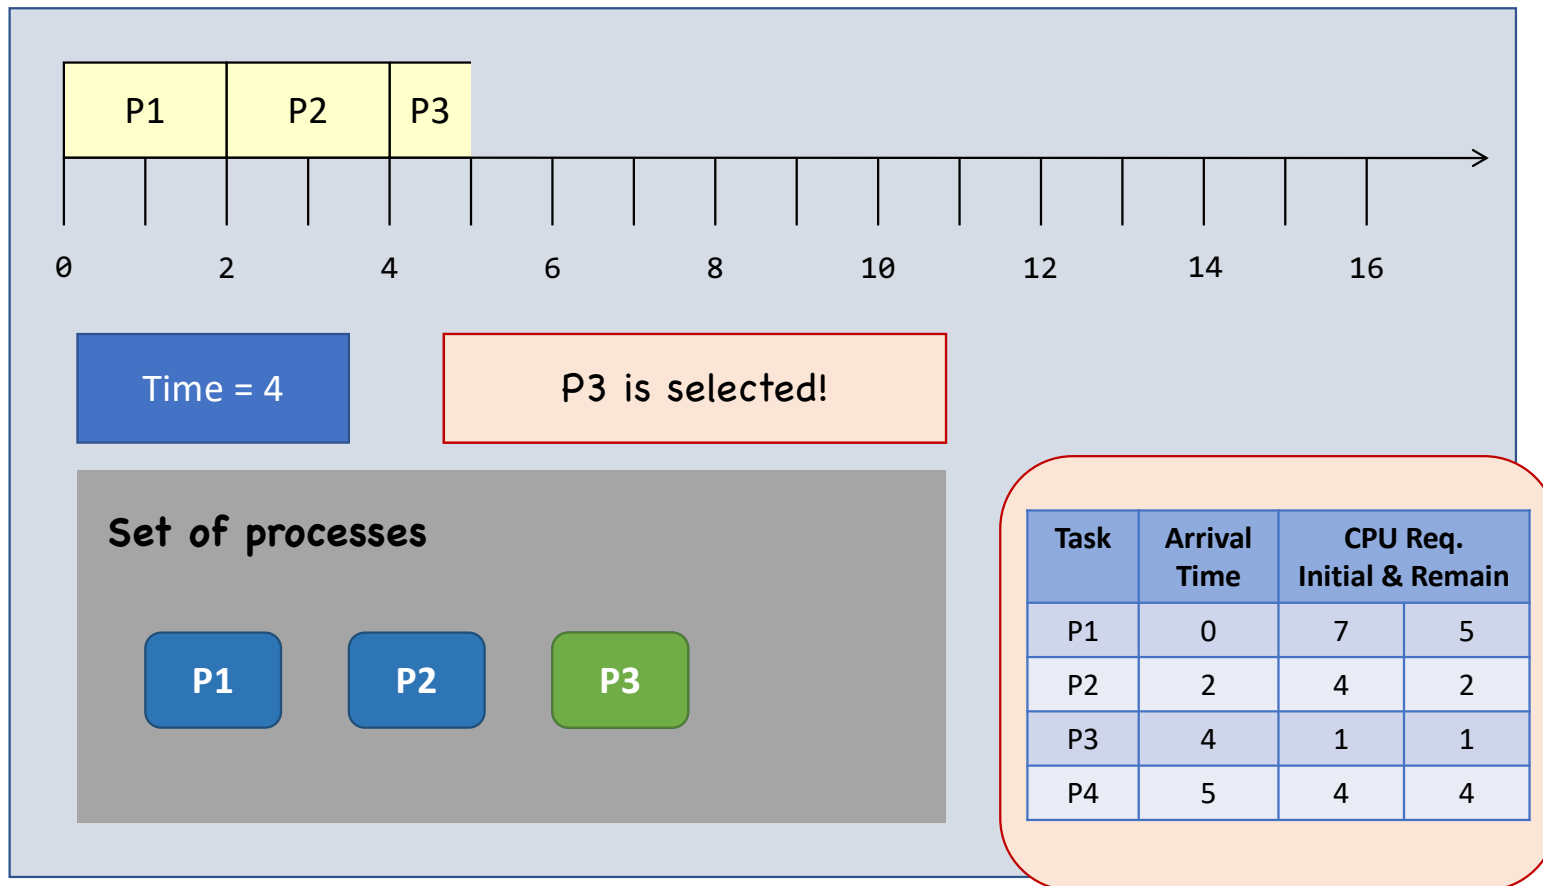 P1 P2 P3
0 2 4 6 8 10 12 14 16
Time = 4
P3 is selected!
Set of processes
P1 P2 P3
Task Arrival Time CPU Req. Initial & Remain
P1 0 7 5
P2 2 4 2
P3 4 1 1
P4 5 4 4